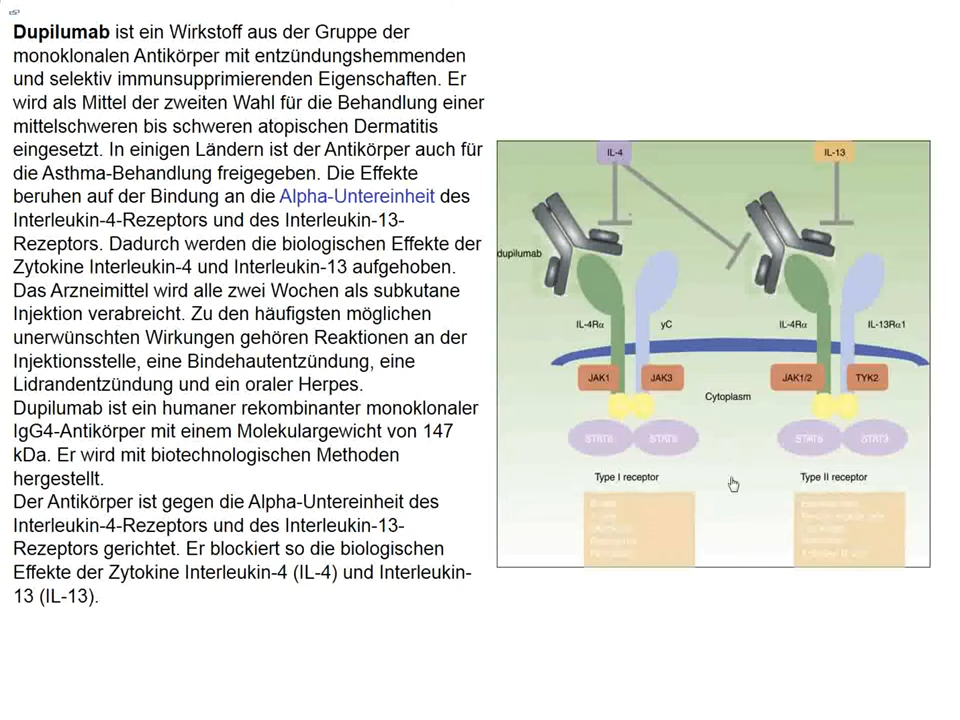 Dupilumab ist ein Wirkstoff aus der Gruppe der
monoklonalen Antikörper mit entzündungshemmenden
und selektiv immunsupprimierenden Eigenschaften. Er
wird als Mittel der zweiten Wahl für die Behandlung einer
mittelschweren bis schweren atopischen Dermatitis
eingesetzt. In einigen Ländern ist der Antikörper auch für
die Asthma-Behandlung freigegeben. Die Effekte
beruhen auf der Bindung an die Alpha-Untereinheit des
Interleukin-4-Rezeptors und des Interleukin-13-
Rezeptors. Dadurch werden die biologischen Effekte der
Zytokine Interleukin-4 und Interleukin-13 aufgehoben.
Das Arzneimittel wird alle zwei Wochen als subkutane
Injektion verabreicht. Zu den häufigsten möglichen
unerwünschten Wirkungen gehören Reaktionen an der
Injektionsstelle, eine Bindehautentzündung, eine
Lidrandentzündung und ein oraler Herpes.
Dupilumab ist ein humaner rekombinanter monoklonaler
IgG4-Antikörper mit einem Molekulargewicht von 147
kDa. Er wird mit biotechnologischen Methoden
hergestellt.
Der Antikörper ist gegen die Alpha-Untereinheit des
Interleukin-4-Rezeptors und des Interleukin-13-
Rezeptors gerichtet. Er blockiert so die biologischen
Effekte der Zytokine Interleukin-4 (IL-4) und Interleukin-
13 (IL-13).
IL-4 IL-13
dupilumab
IL-4Rα yC IL-4Rα IL-13Rα1
JAK1 JAK3 JAK1/2 TYK2
Cytoplasm
STAT6 STAT6 STAT6 STAT3
Type I receptor Type II receptor